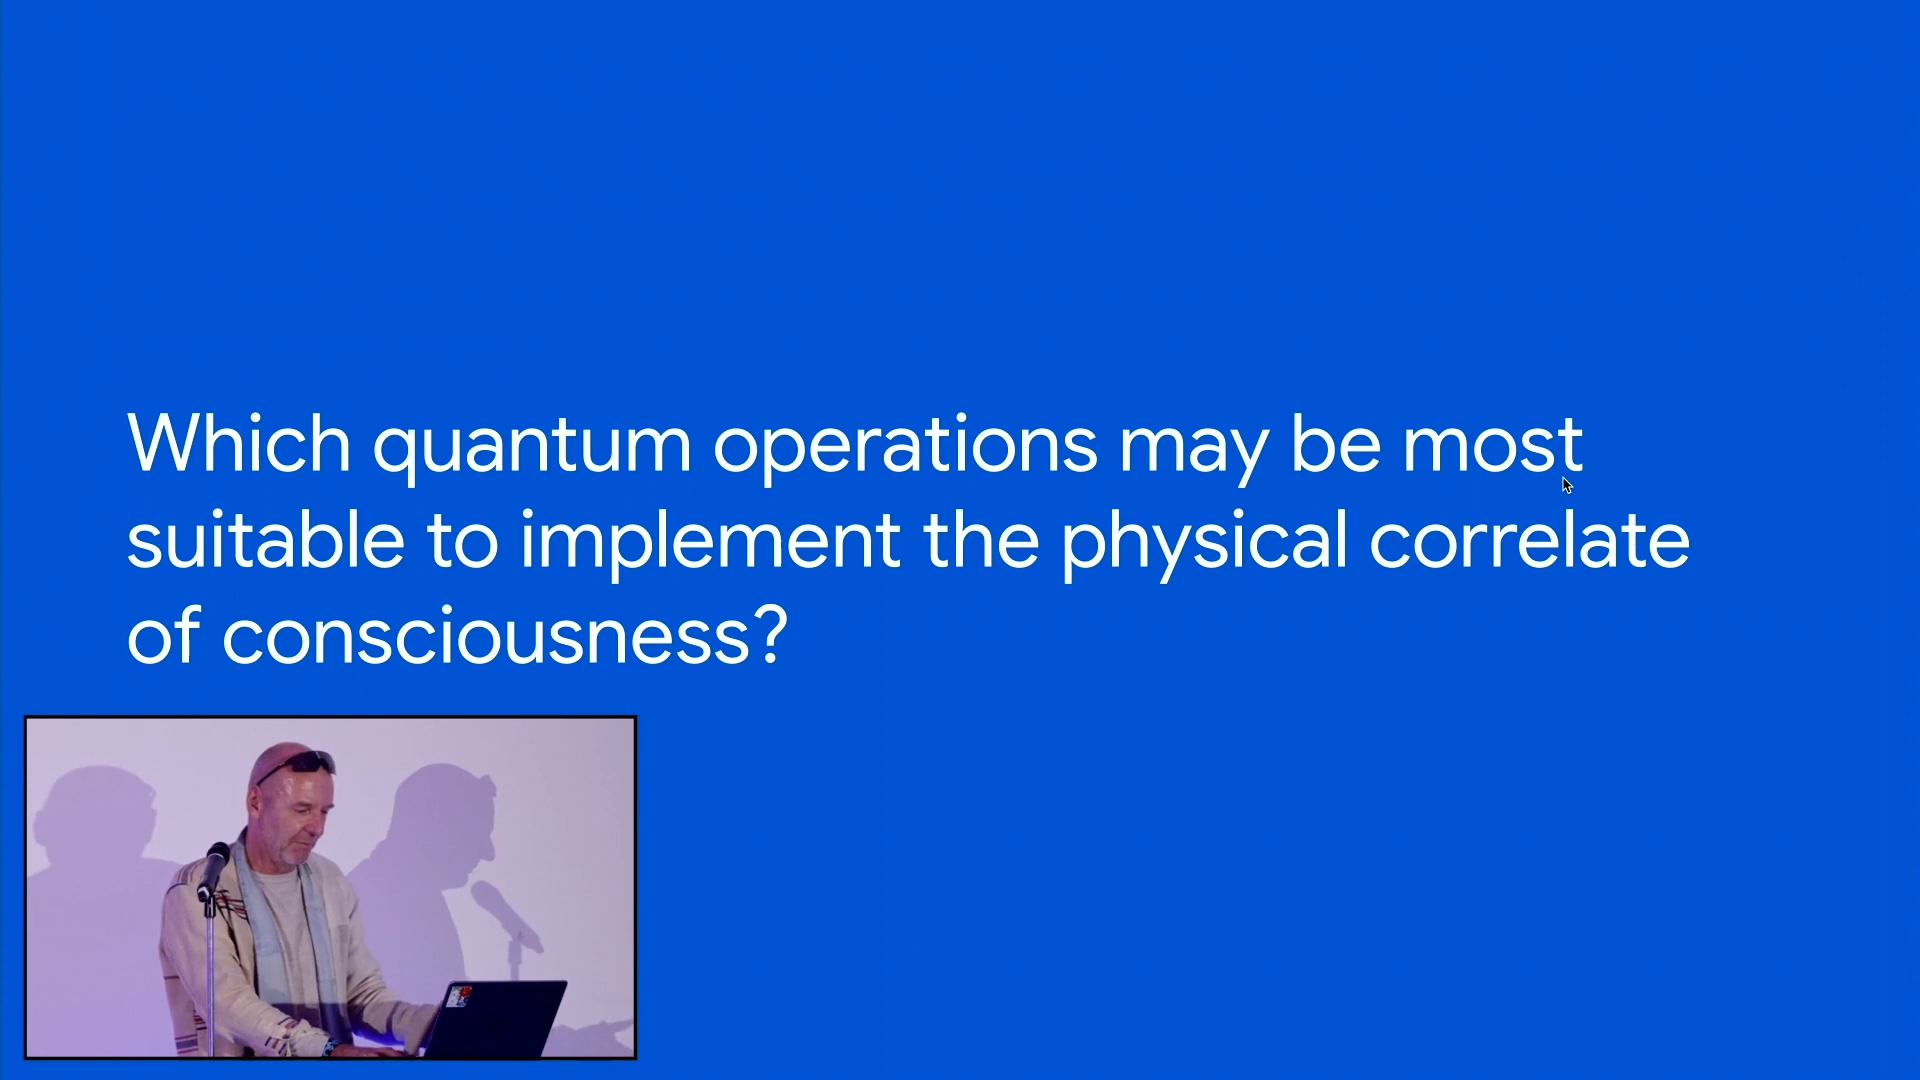 Which quantum operations may be most
suitable to implement the physical correlate
of consciousness?